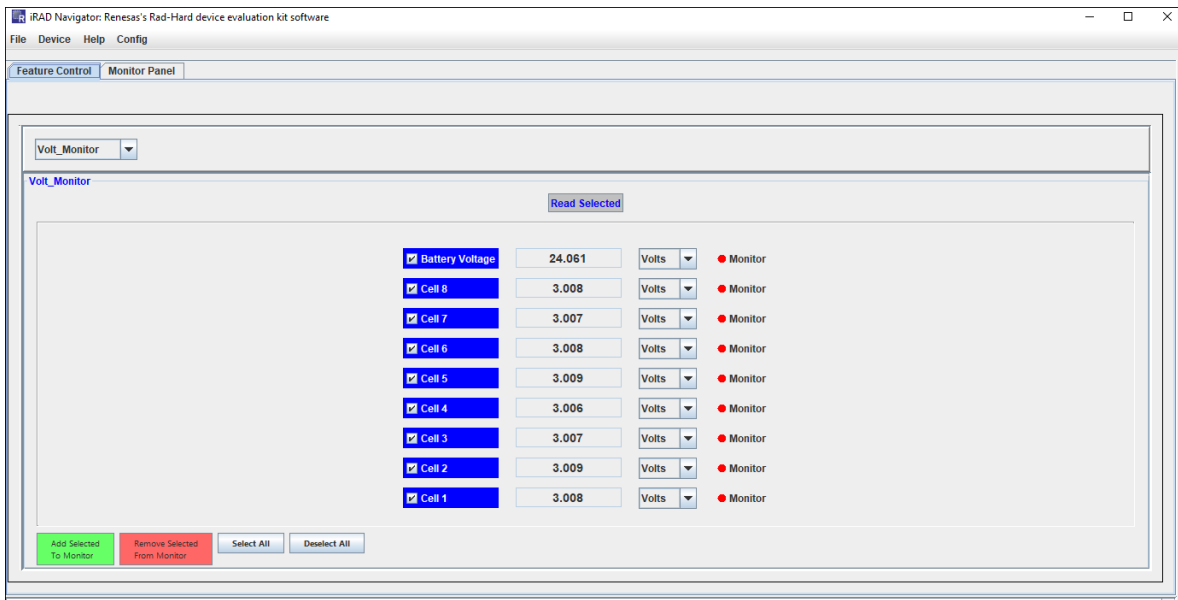 R iRAD Navigator: Renesas's Rad-Hard device evaluation kit software
File Device Help Config
Feature Control Monitor Panel
Volt_Monitor
Volt_Monitor
Read Selected
Battery Voltage 24.061 Volts Monitor
Cell 8 3.008 Volts Monitor
Cell 7 3.007 Volts Monitor
Cell 6 3.008 Volts Monitor
Cell 5 3.009 Volts Monitor
Cell 4 3.006 Volts Monitor
Cell 3 3.007 Volts Monitor
Cell 2 3.009 Volts Monitor
Cell 1 3.008 Volts Monitor
Add Selected Remove Selected Select All Deselect All
To Monitor From Monitor